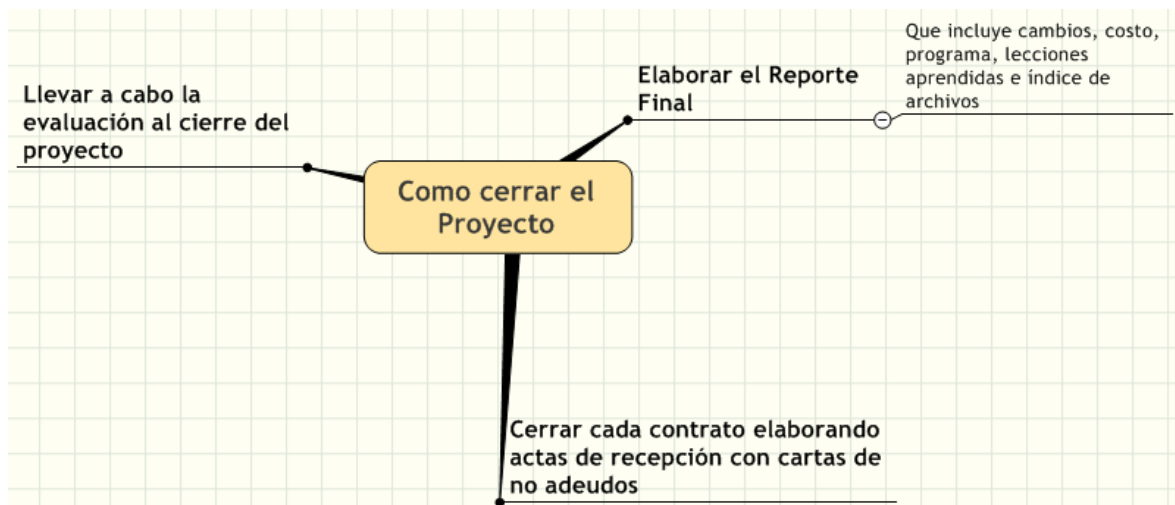 Que incluye cambios, costo,
programa, lecciones
aprendidas e índice de
archivos
Elaborar el Reporte
Final
Llevar a cabo la
evaluación al cierre del
proyecto
Como cerrar el
Proyecto
Cerrar cada contrato elaborando
actas de recepción con cartas de
no adeudos